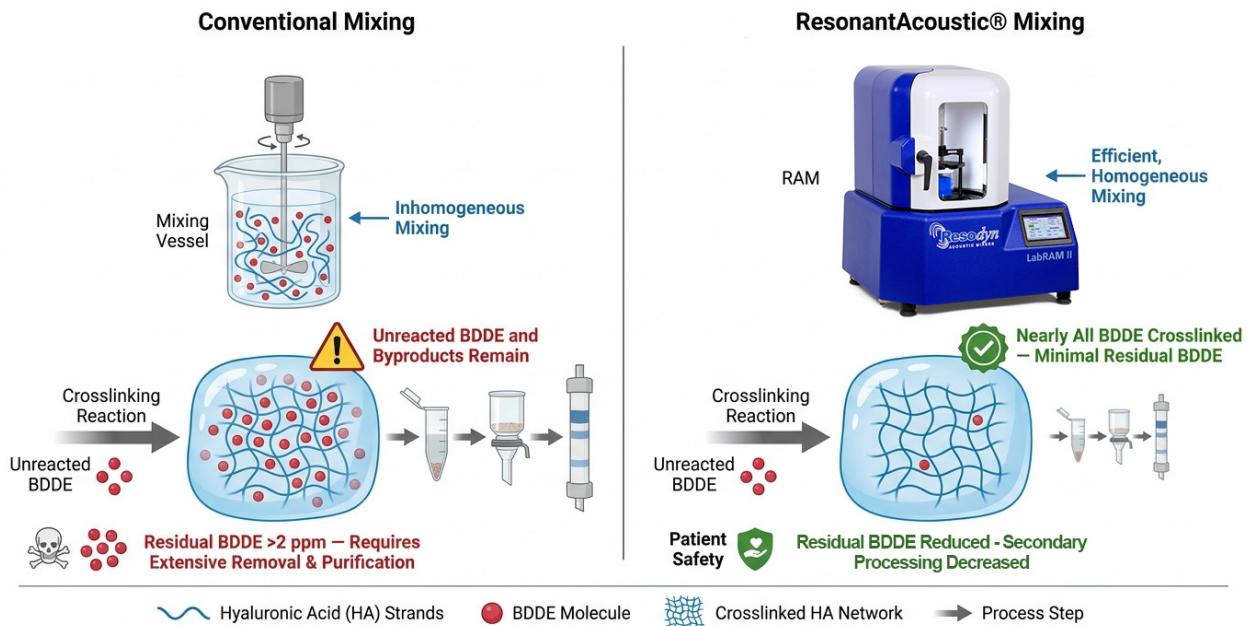 Conventional Mixing
Mixing
Vessel
Inhomogeneous
Mixing
Unreacted BDDE and
Byproducts Remain
Crosslinking
Reaction
Unreacted
BDDE
Residual BDDE >2 ppm — Requires
Extensive Removal & Purification
ResonantAcoustic® Mixing
RAM
Efficient,
Homogeneous
Mixing
Resodyn
ACOUSTIC MIXERS
LabRAM II
Nearly All BDDE Crosslinked
— Minimal Residual BDDE
Crosslinking
Reaction
Unreacted
BDDE
Patient
Safety
Residual BDDE Reduced - Secondary
Processing Decreased
Hyaluronic Acid (HA) Strands
BDDE Molecule
Crosslinked HA Network
Process Step